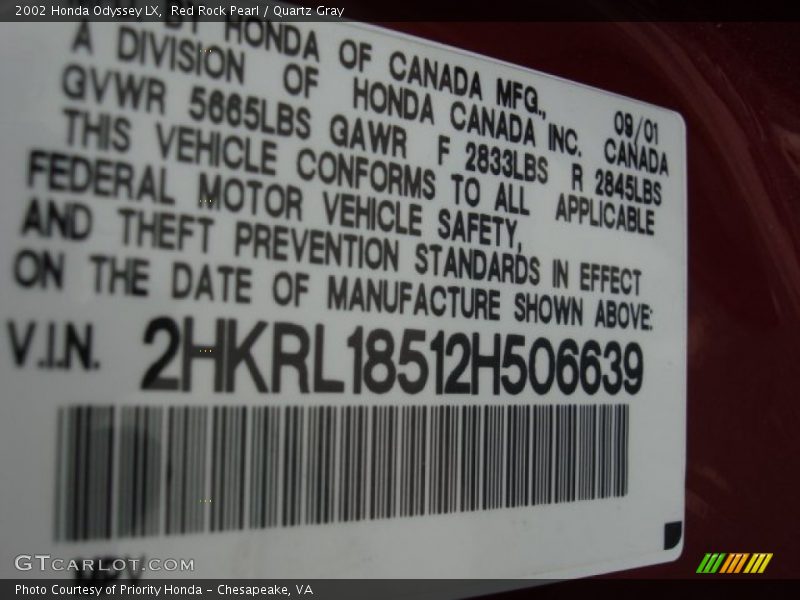 2002 Honda Odyssey LX, Red Rock Pearl / Quartz Gray
BY HONDA OF CANADA MFG., 09/01
A DIVISION OF HONDA CANADA INC. CANADA
GVWR 5665LBS GAWR F 2833LBS R 2845LBS
THIS VEHICLE CONFORMS TO ALL APPLICABLE
FEDERAL MOTOR VEHICLE SAFETY,
AND THEFT PREVENTION STANDARDS IN EFFECT
ON THE DATE OF MANUFACTURE SHOWN ABOVE:
V.I.N. 2HKRL18512H506639
MPV
GTCARLOT.COM
Photo Courtesy of Priority Honda - Chesapeake, VA